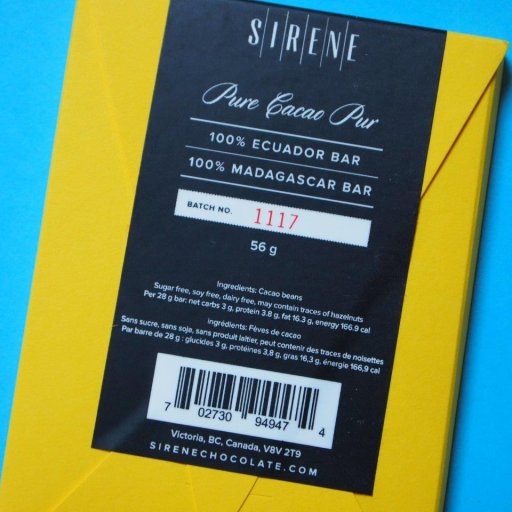 SIRENE
Pure Cacao Pur
100% ECUADOR BAR
100% MADAGASCAR BAR
BATCH NO. 1117
56 g
Ingredients: Cacao beans
Sugar free, soy free, dairy free, may contain traces of hazelnuts
Per 28 g bar: net carbs 3 g, protein 3.8 g, fat 16.3 g, energy 166.9 cal
Ingrédients: Fèves de cacao
Sans sucre, sans soja, sans produit laitier, peut contenir des traces de noisettes
Par barre de 28 g : glucides 3 g, protéines 3,8 g, gras 16,3 g, énergie 166,9 cal
7 02730 94947 4
Victoria, BC, Canada, V8V 2T9
SIRENECHOCOLATE.COM